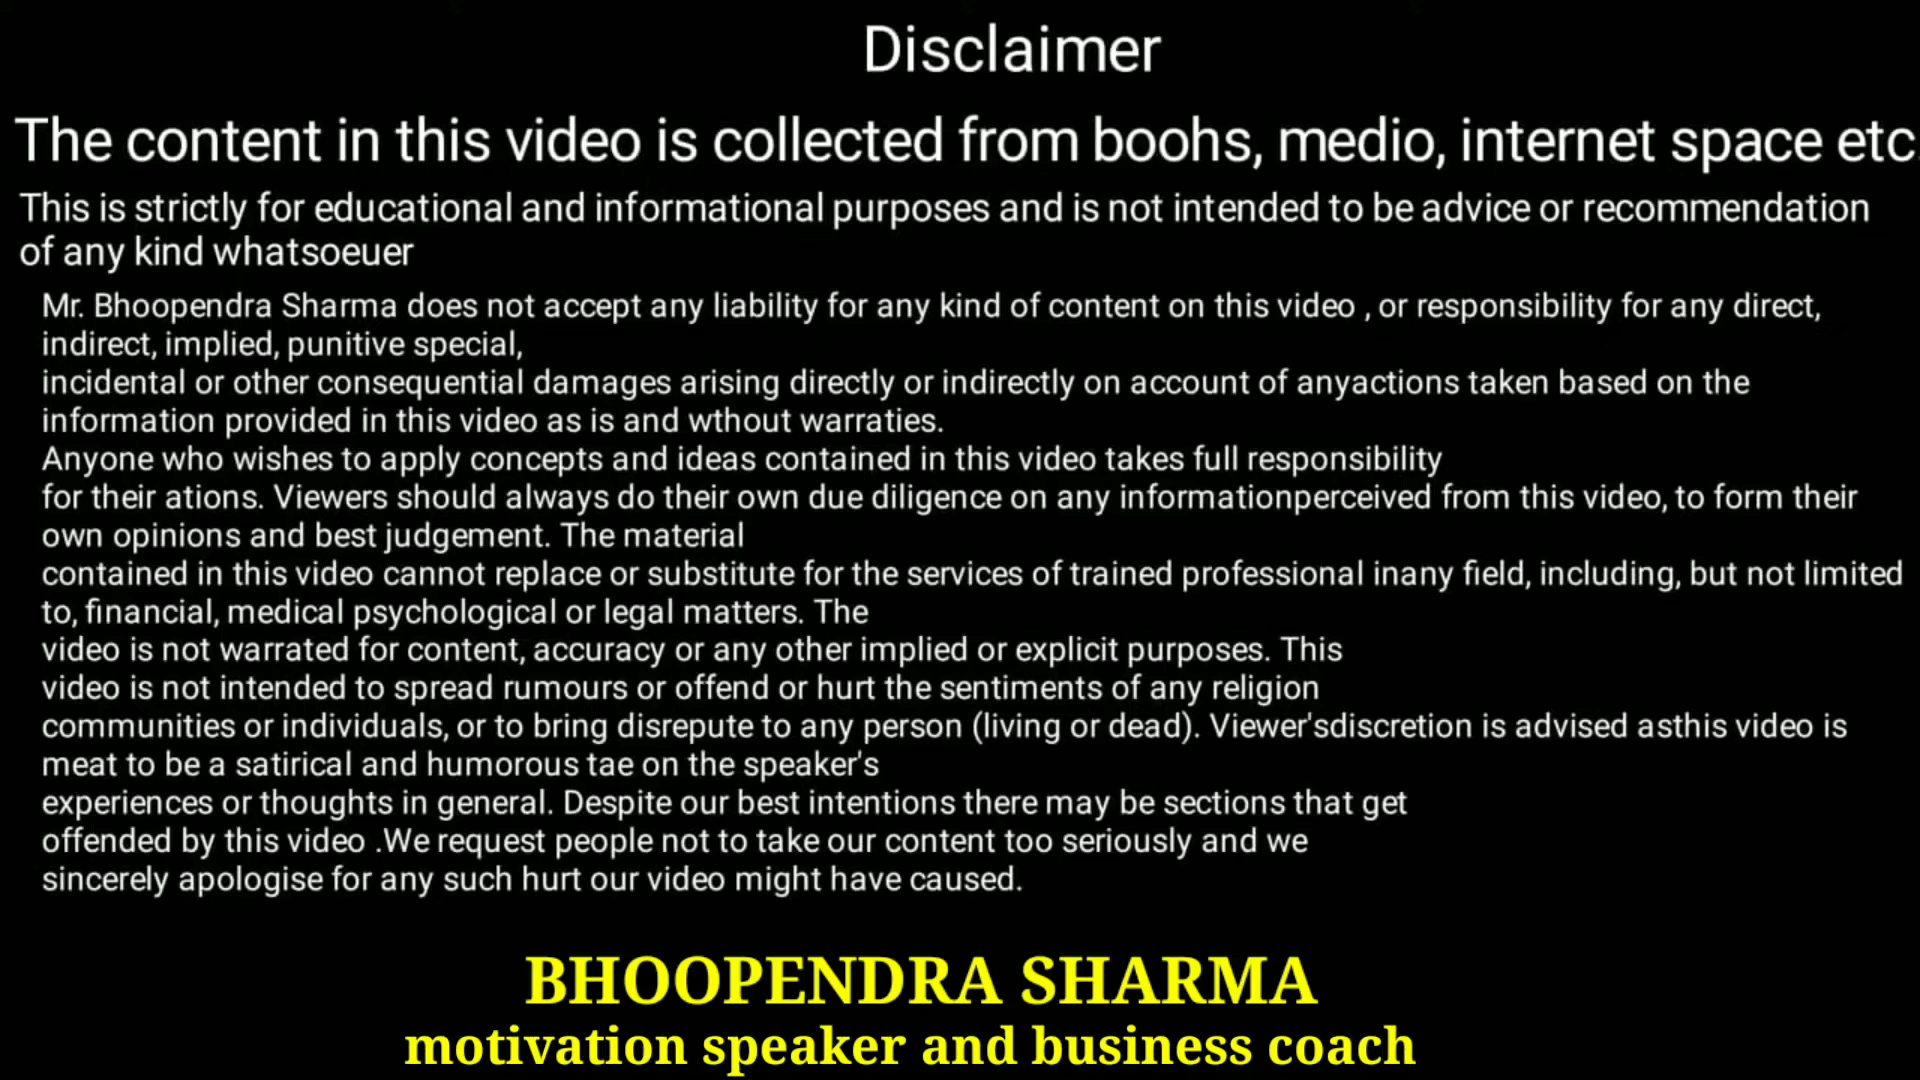 Disclaimer
The content in this video is collected from boohs, medio, internet space etc.
This is strictly for educational and informational purposes and is not intended to be advice or recommendation
of any kind whatsoeuer
Mr. Bhoopendra Sharma does not accept any liability for any kind of content on this video , or responsibility for any direct,
indirect, implied, punitive special,
incidental or other consequential damages arising directly or indirectly on account of anyactions taken based on the
information provided in this video as is and wthout warraties.
Anyone who wishes to apply concepts and ideas contained in this video takes full responsibility
for their ations. Viewers should always do their own due diligence on any informationperceived from this video, to form their
own opinions and best judgement. The material
contained in this video cannot replace or substitute for the services of trained professional inany field, including, but not limited
to, financial, medical psychological or legal matters. The
video is not warrated for content, accuracy or any other implied or explicit purposes. This
video is not intended to spread rumours or offend or hurt the sentiments of any religion
communities or individuals, or to bring disrepute to any person (living or dead). Viewer'sdiscretion is advised asthis video is
meat to be a satirical and humorous tae on the speaker's
experiences or thoughts in general. Despite our best intentions there may be sections that get
offended by this video .We request people not to take our content too seriously and we
sincerely apologise for any such hurt our video might have caused.
BHOOPENDRA SHARMA
motivation speaker and business coach